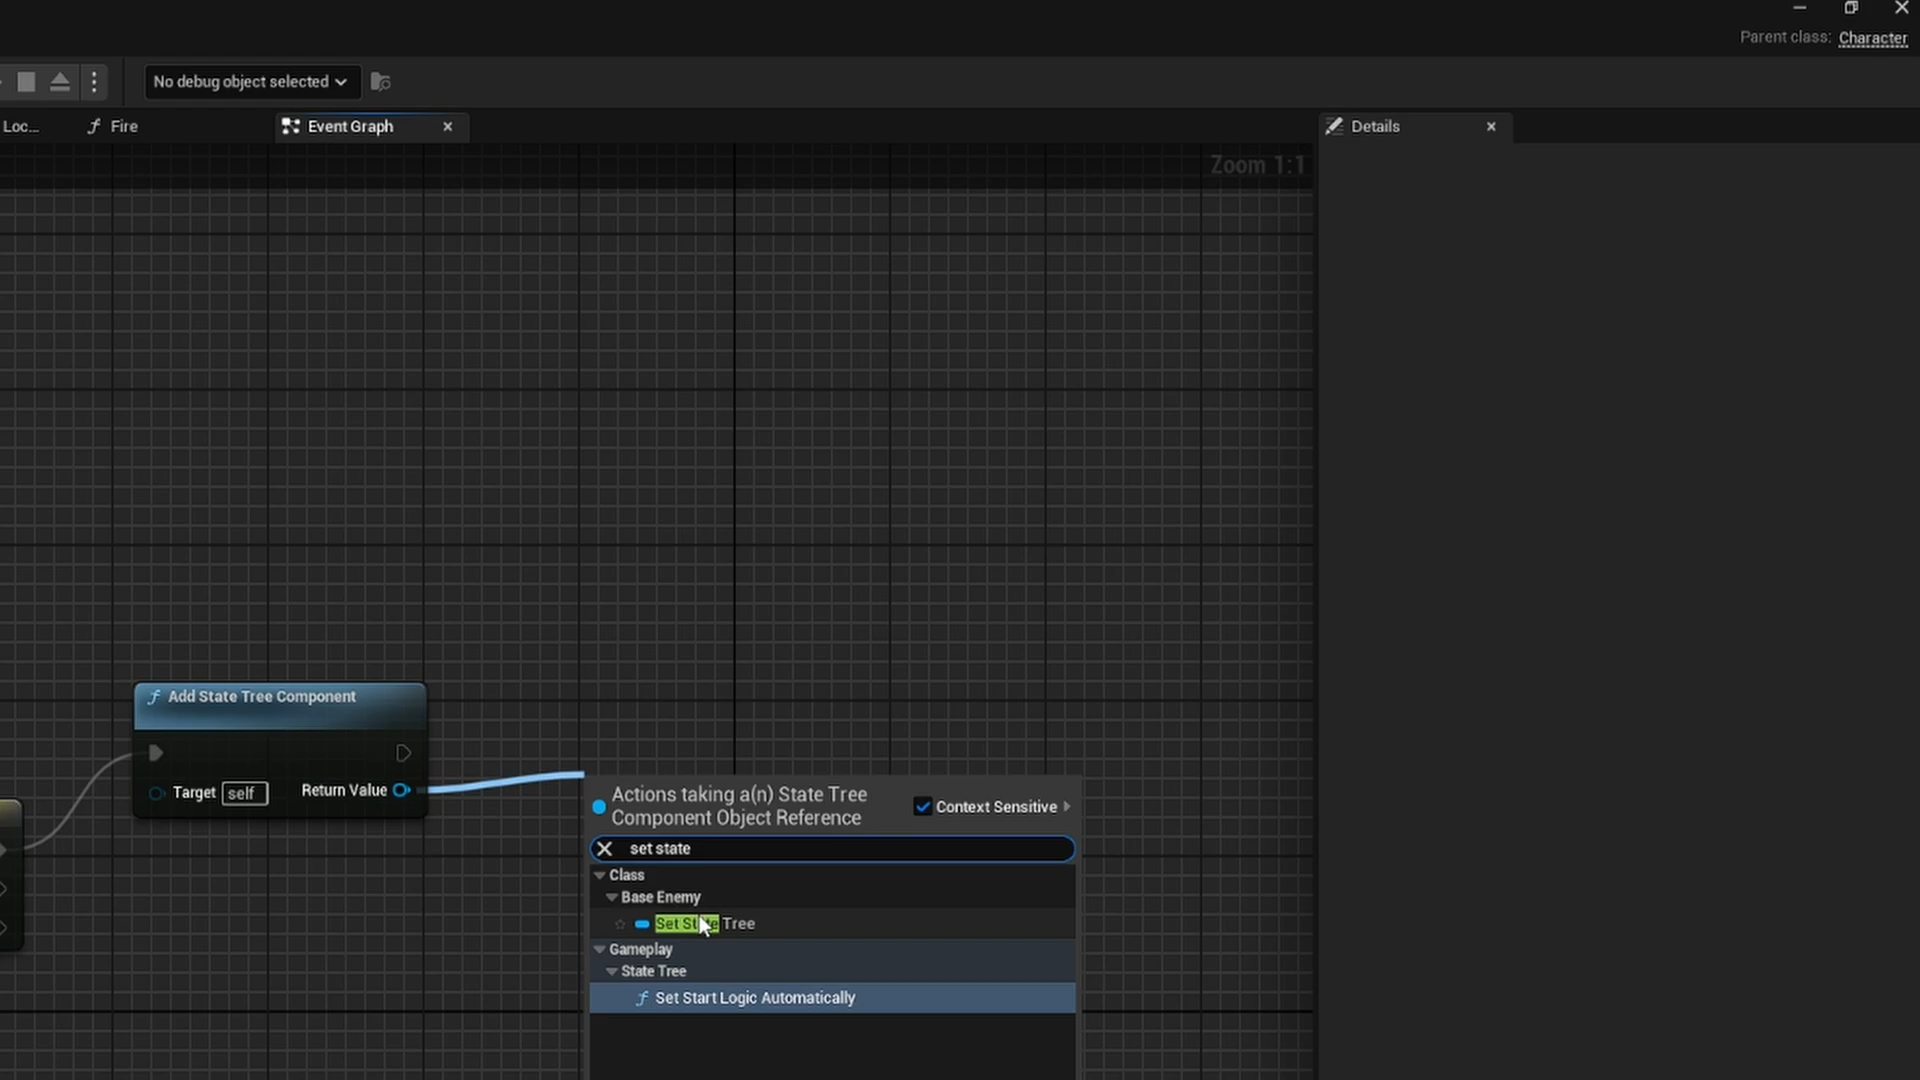 Parent class: Character
No debug object selected
Loc...
Fire
Event Graph
Details
Zoom 1:1
Add State Tree Component
Target self
Return Value
Actions taking a(n) State Tree
Component Object Reference
Context Sensitive
set state
Class
Base Enemy
Set State Tree
Gameplay
State Tree
Set Start Logic Automatically